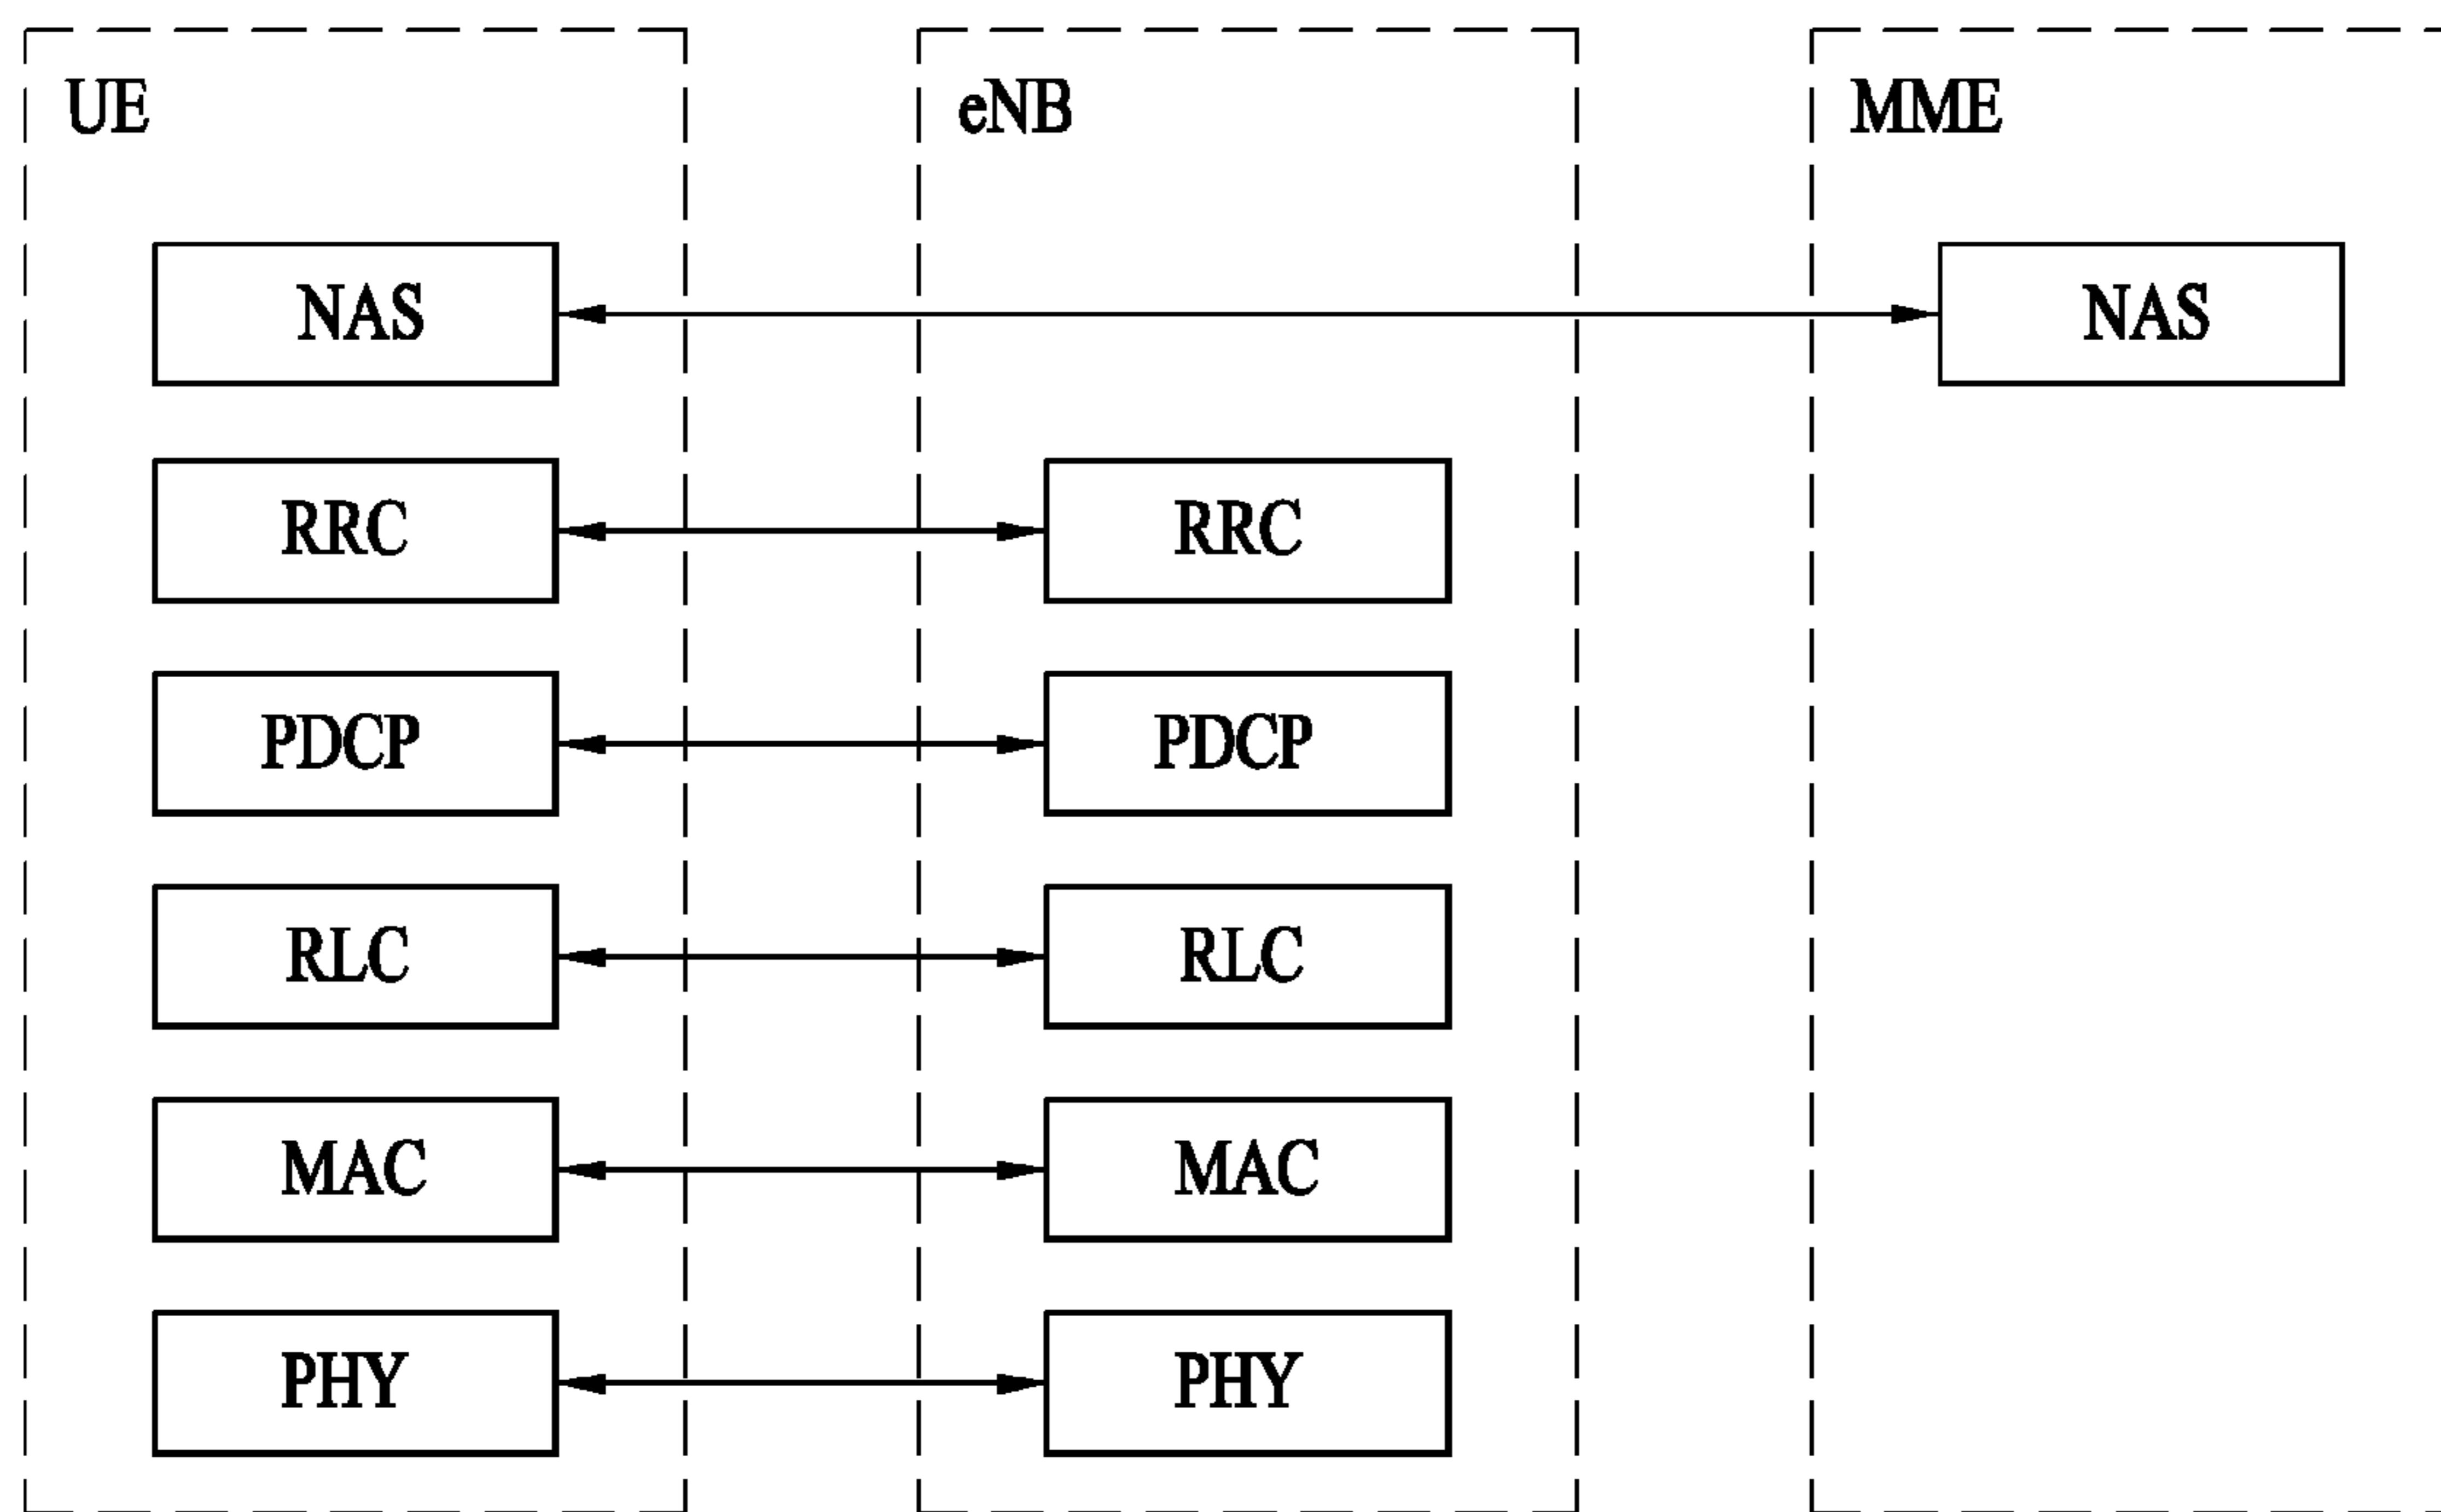 UE eNB MME
NAS NAS
RRC RRC
PDCP PDCP
RLC RLC
MAC MAC
PHY PHY